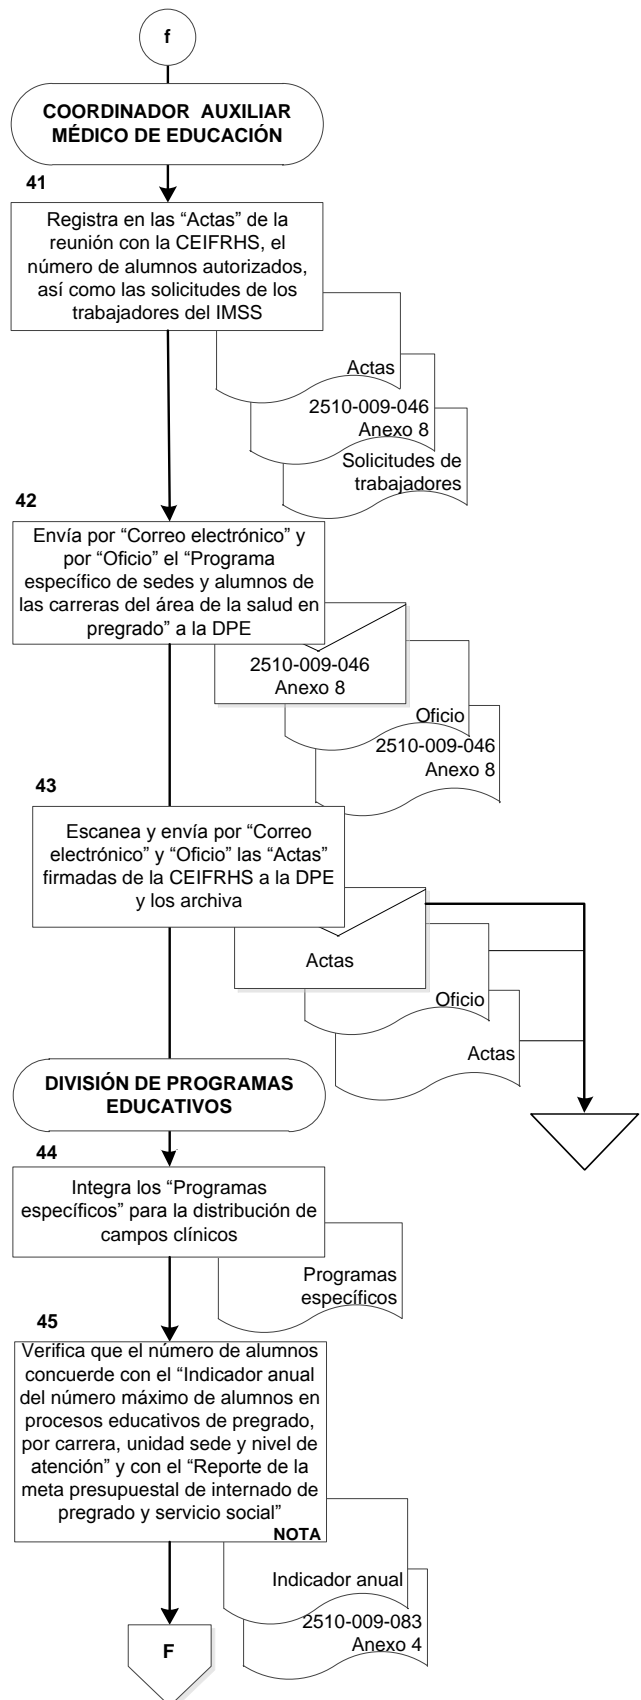 f
COORDINADOR AUXILIAR
MÉDICO DE EDUCACIÓN
41
Registra en las “Actas” de la
reunión con la CEIFRHS, el
número de alumnos autorizados,
así como las solicitudes de los
trabajadores del IMSS
Actas
2510-009-046
Anexo 8
Solicitudes de
trabajadores
42
Envía por “Correo electrónico” y
por “Oficio” el “Programa
específico de sedes y alumnos de
las carreras del área de la salud en
pregrado” a la DPE
2510-009-046
Anexo 8
Oficio
2510-009-046
Anexo 8
43
Escanea y envía por “Correo
electrónico” y “Oficio” las “Actas”
firmadas de la CEIFRHS a la DPE
y los archiva
Actas
Oficio
Actas
DIVISIÓN DE PROGRAMAS
EDUCATIVOS
44
Integra los “Programas
específicos” para la distribución de
campos clínicos
Programas
específicos
45
Verifica que el número de alumnos
concuerde con el “Indicador anual
del número máximo de alumnos en
procesos educativos de pregrado,
por carrera, unidad sede y nivel de
atención” y con el “Reporte de la
meta presupuestal de internado de
pregrado y servicio social”
NOTA
Indicador anual
2510-009-083
Anexo 4
F